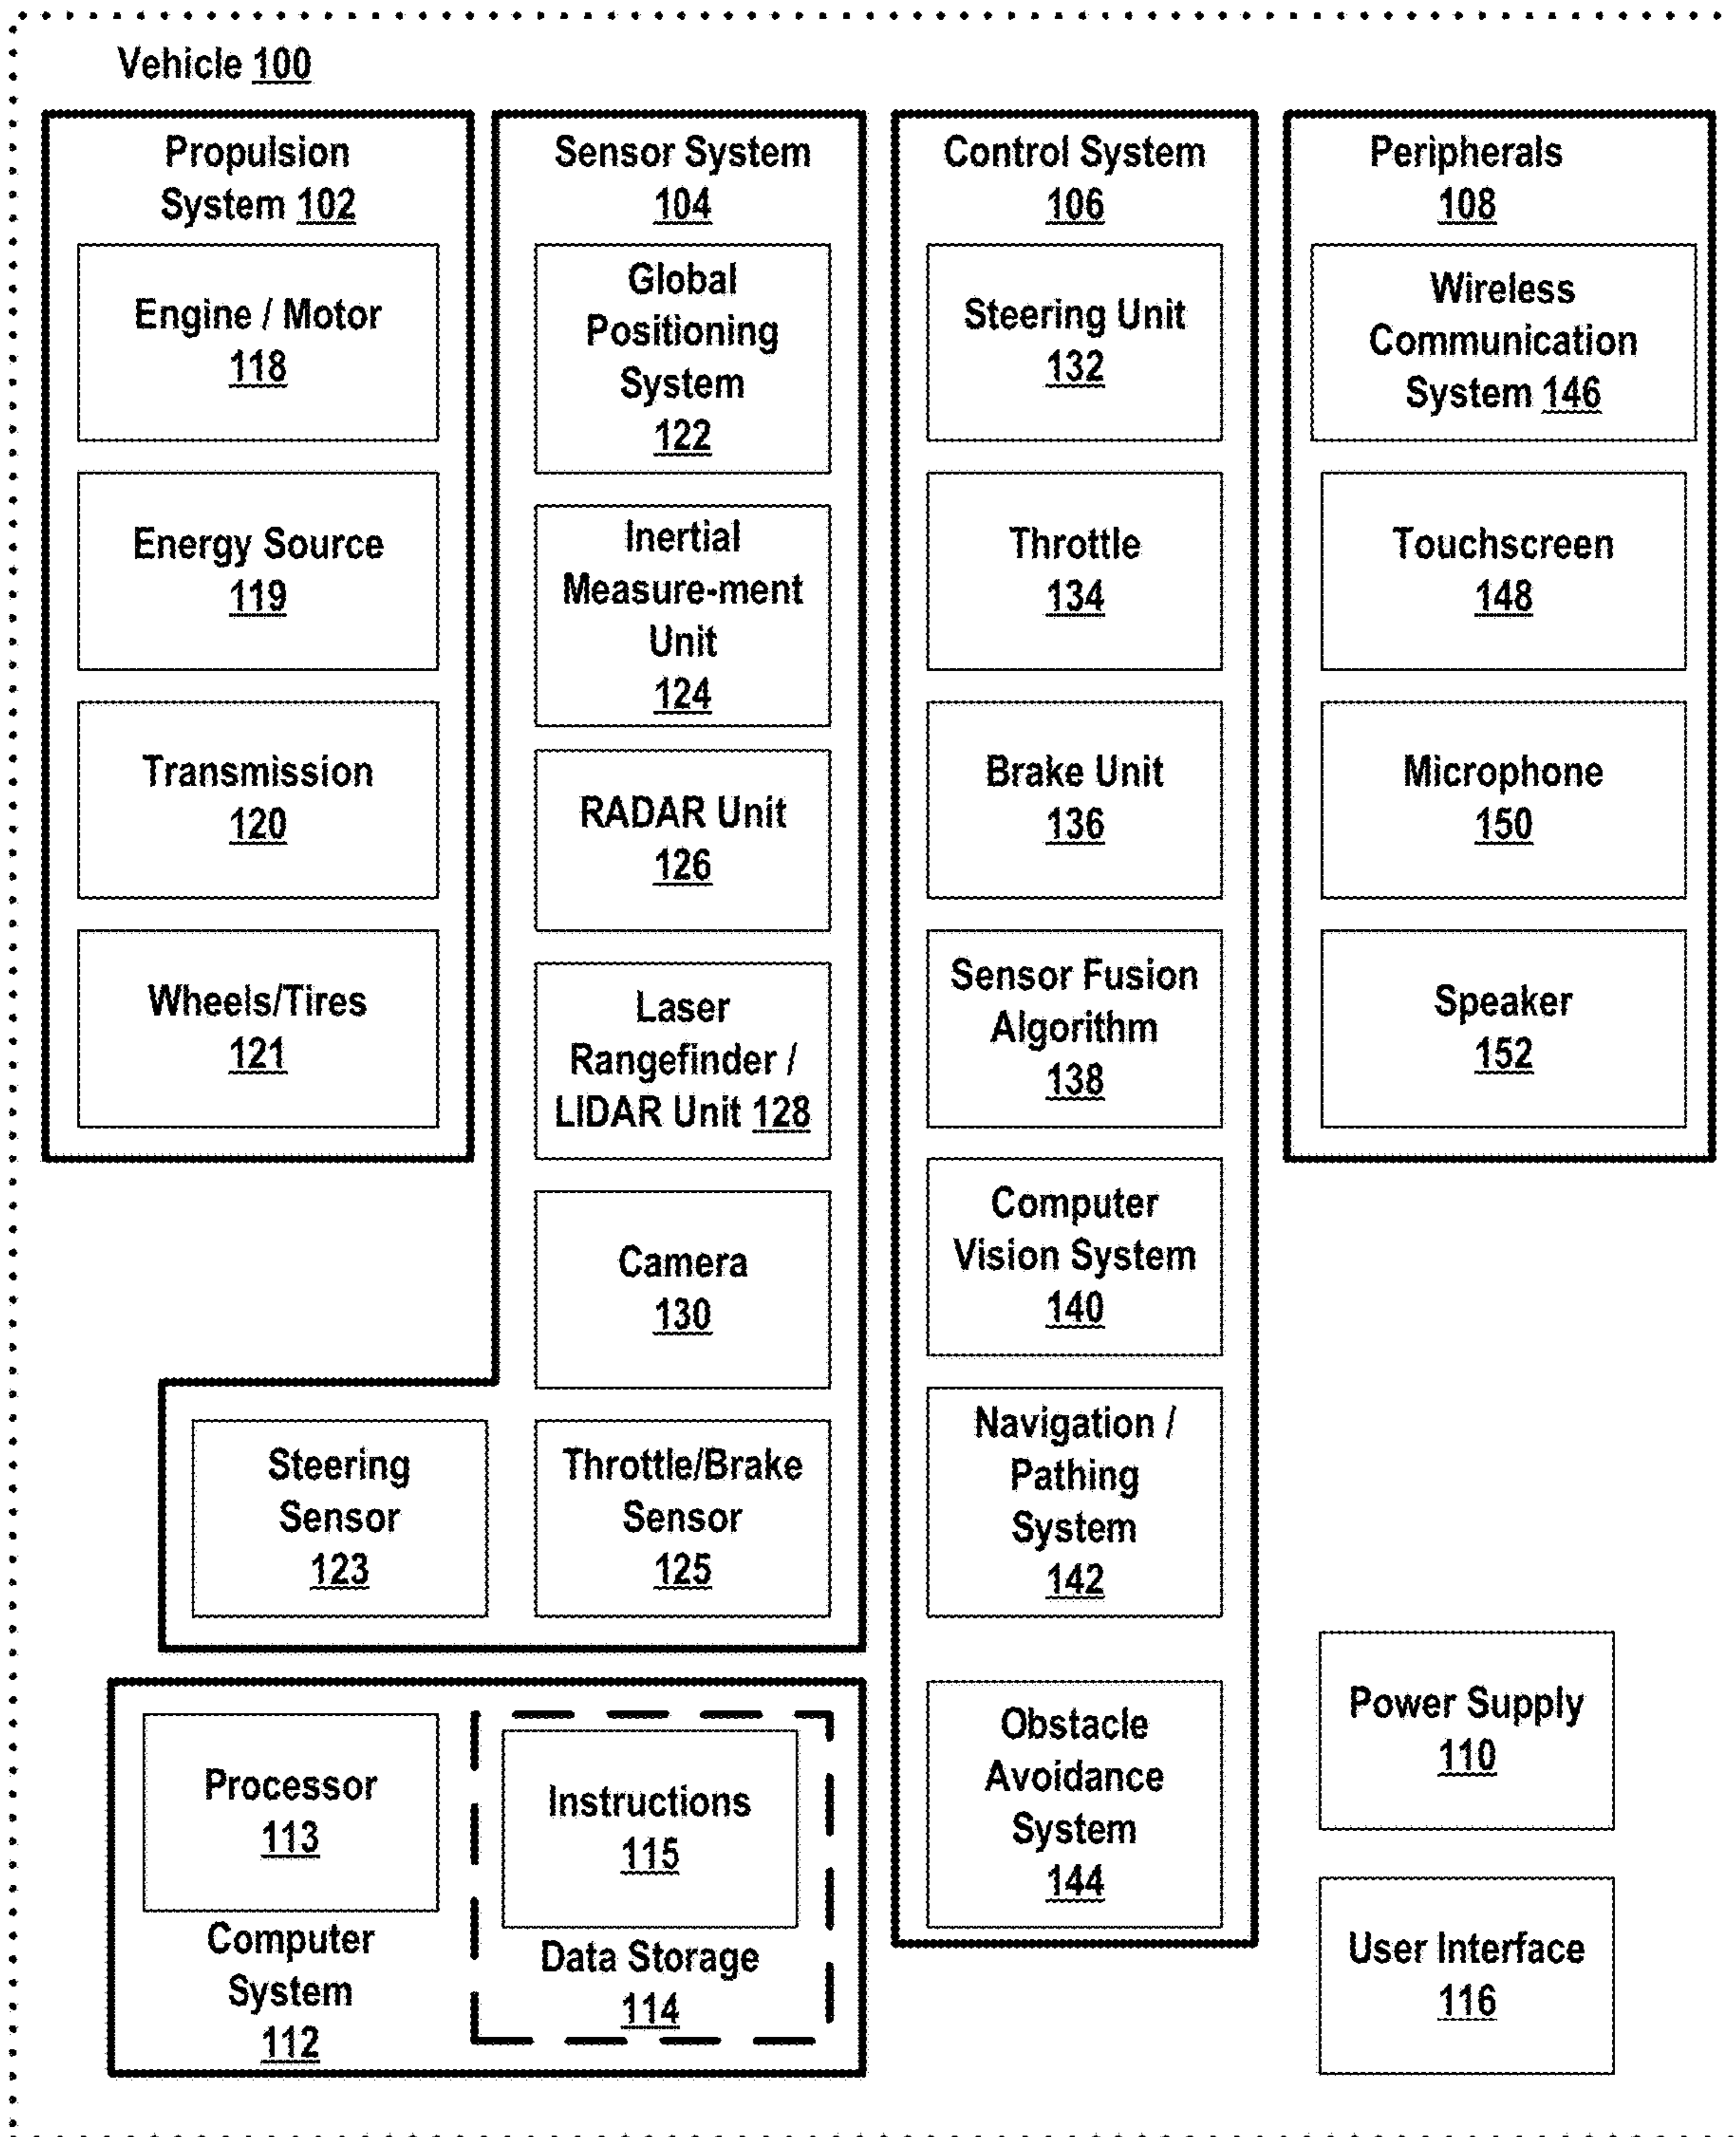 Vehicle 100
Propulsion
System 102
Engine / Motor
118
Energy Source
119
Transmission
120
Wheels/Tires
121
Sensor System
104
Global
Positioning
System
122
Inertial
Measure-ment
Unit
124
RADAR Unit
126
Laser
Rangefinder /
LIDAR Unit 128
Camera
130
Steering
Sensor
123
Throttle/Brake
Sensor
125
Control System
106
Steering Unit
132
Throttle
134
Brake Unit
136
Sensor Fusion
Algorithm
138
Computer
Vision System
140
Navigation /
Pathing
System
142
Obstacle
Avoidance
System
144
Peripherals
108
Wireless
Communication
System 146
Touchscreen
148
Microphone
150
Speaker
152
Processor
113
Computer
System
112
Instructions
115
Data Storage
114
Power Supply
110
User Interface
116